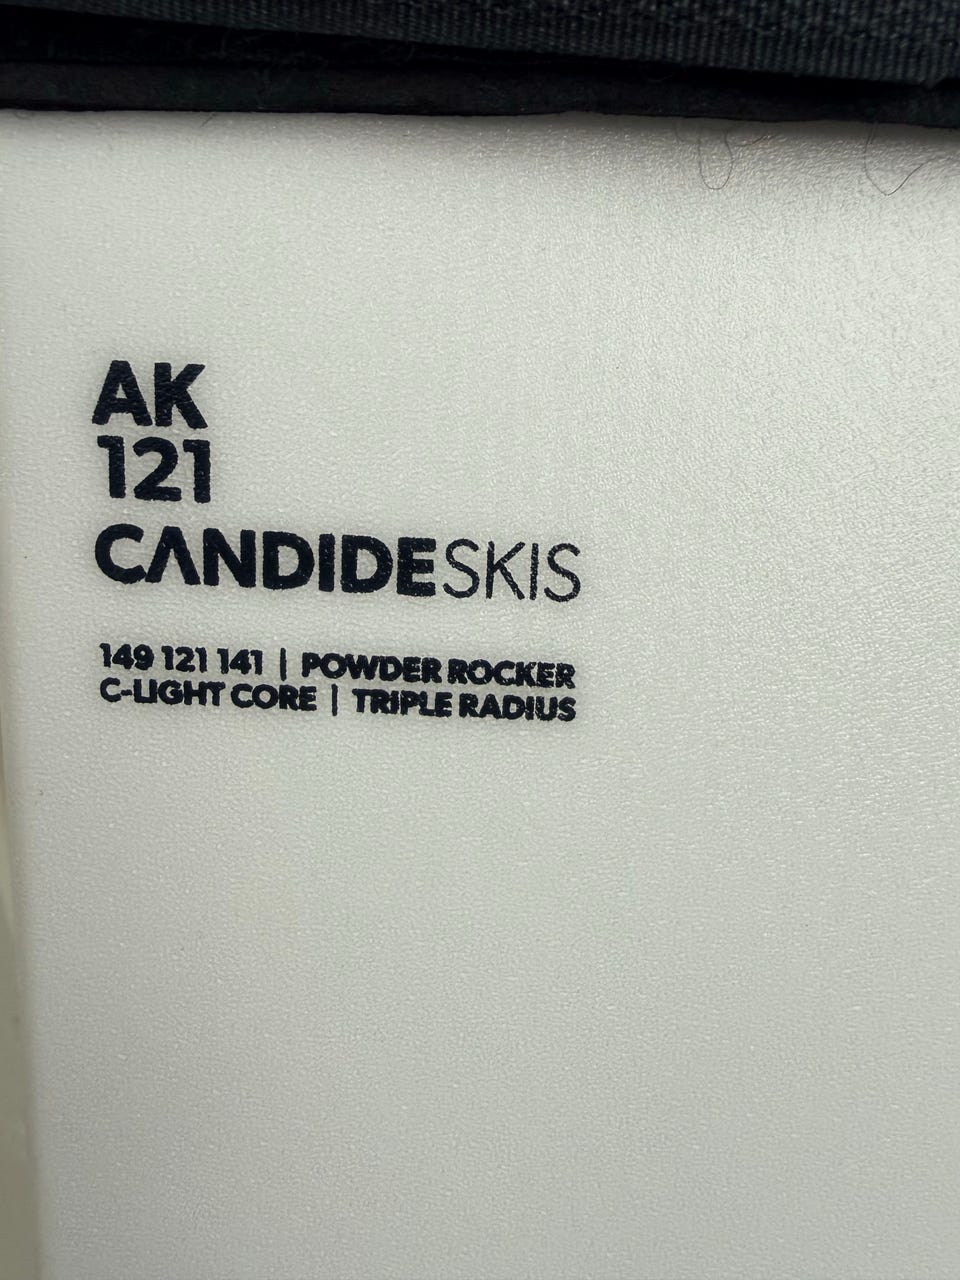 AK
121
CANDIDESKIS
149 121 141 | POWDER ROCKER
C-LIGHT CORE | TRIPLE RADIUS